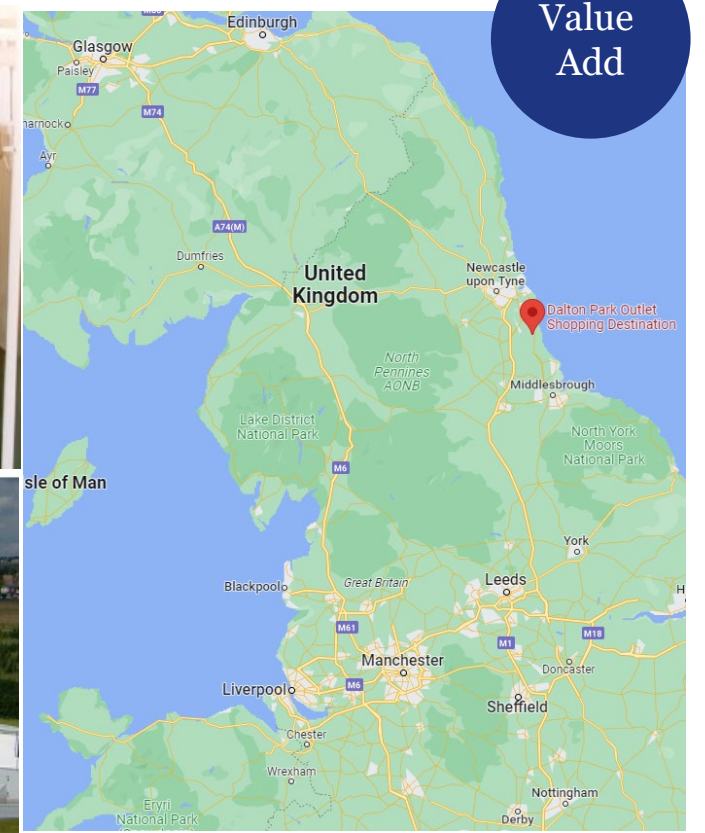 Value
Add
M80
Edinburgh
Glasgow
Paisley
M77
M74
Ayr
A74(M)
Dumfries
United
Kingdom
Newcastle
upon Tyne
Dalton Park Outlet
Shopping Destination
North
Pennines
AONB
Middlesbrough
Lake District
National Park
North York
Moors
National Park
M6
sle of Man
York
Blackpool
Great Britain
Leeds
H
M61
M1
M18
Manchester
Doncaster
Liverpool
M6
Sheffield
Chester
Wrexham
Nottingham
Eryri
National Park
Derby